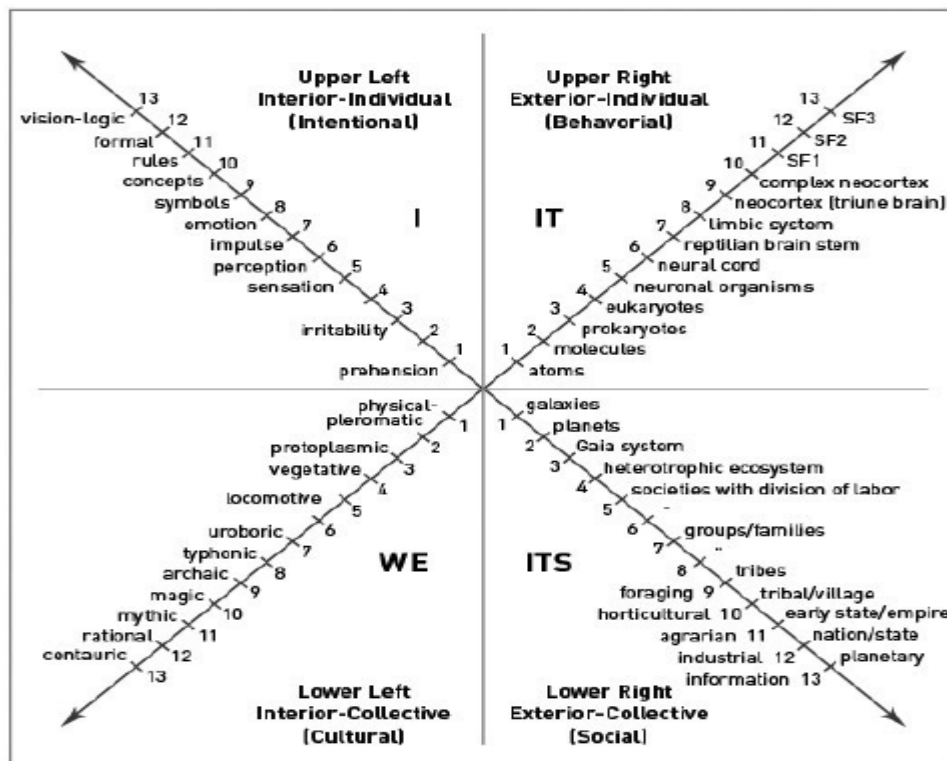 Upper Left
Interior-Individual
(Intentional)
13
vision-logic
12
formal
11
rules
10
concepts
9
symbols
8
emotion
7
impulse
6
perception
5
sensation
4
3
irritability
2
1
prehension
I
Upper Right
Exterior-Individual
(Behavorial)
13
SF3
12
SF2
11
SF1
10
complex neocortex
9
neocortex (triune brain)
8
limbic system
7
reptilian brain stem
6
neural cord
5
neuronal organisms
4
eukaryotes
3
prokaryotes
2
molecules
1
atoms
IT
physical-
pleromatic
1
2
protoplasmic
3
vegetative
4
locomotive
5
6
uroboric
7
typhonic
8
archaic
9
magic
10
mythic
11
rational
12
centauric
13
WE
Lower Left
Interior-Collective
(Cultural)
galaxies
1
planets
2
Gaia system
3
heterotrophic ecosystem
4
societies with division of labor
5
6
"
groups/families
7
"
8
tribes
foraging 9
tribal/village
horticultural 10
early state/empire
agrarian 11
nation/state
industrial 12
planetary
information 13
ITS
Lower Right
Exterior-Collective
(Social)